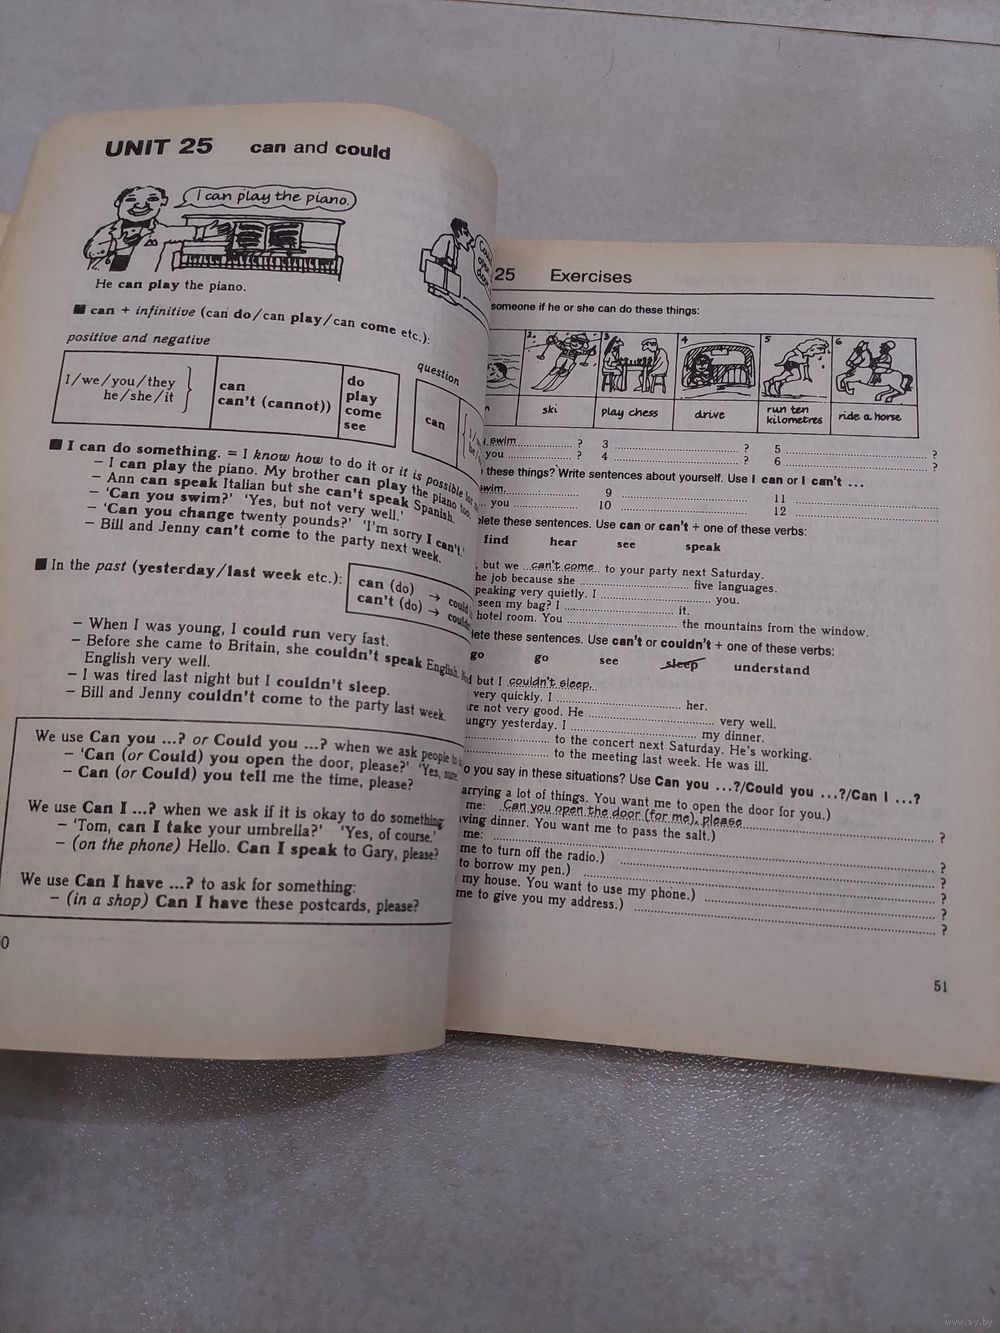 UNIT 25 can and could
I can play the piano.
He can play the piano.
can + infinitive (can do/can play/can come etc.):
positive and negative
I/we/you/they
he/she/it
can
can't (cannot))
do
play
come
see
question
can
I can do something. = I know how to do it or it is possible for
– I can play the piano. My brother can play the piano too.
– Ann can speak Italian but she can't speak Spanish.
– 'Can you swim?' 'Yes, but not very well.'
– 'Can you change twenty pounds?' 'I'm sorry I can't.'
– Bill and Jenny can't come to the party next week.
In the past (yesterday/last week etc.):
can (do) →
can't (do) →
– When I was young, I could run very fast.
– Before she came to Britain, she couldn't speak English.
English very well.
– I was tired last night but I couldn't sleep.
– Bill and Jenny couldn't come to the party last week.
We use Can you ...? or Could you ...? when we ask people to
– 'Can (or Could) you open the door, please?' 'Yes, sure
– Can (or Could) you tell me the time, please?
We use Can I ...? when we ask if it is okay to do something:
– 'Tom, can I take your umbrella?' 'Yes, of course.'
– (on the phone) Hello. Can I speak to Gary, please?
We use Can I have ...? to ask for something:
– (in a shop) Can I have these postcards, please?
25 Exercises
someone if he or she can do these things:
2. 3 4 5 6
ski play chess drive run ten kilometres ride a horse
swim ? 3 ? 5 ?
you ? 4 ? 6 ?
these things? Write sentences about yourself. Use I can or I can't ...
9 11
10 12
these sentences. Use can or can't + one of these verbs:
find hear see speak
, but we can't come to your party next Saturday.
he job because she five languages.
very quietly. I you.
seen my bag? I it.
hotel room. You the mountains from the window.
these sentences. Use can't or couldn't + one of these verbs:
go go see sleep understand
but I couldn't sleep.
very quickly. I her.
not very good. He very well.
yesterday. I my dinner.
to the concert next Saturday. He's working.
to the meeting last week. He was ill.
you say in these situations? Use Can you ...?/Could you ...?/Can I ...?
a lot of things. You want me to open the door for you.)
me: Can you open the door (for me), please ?
dinner. You want me to pass the salt.)
me: ?
me to turn off the radio.) ?
to borrow my pen.) ?
my house. You want to use my phone.) ?
me to give you my address.) ?
51
www.ay.by